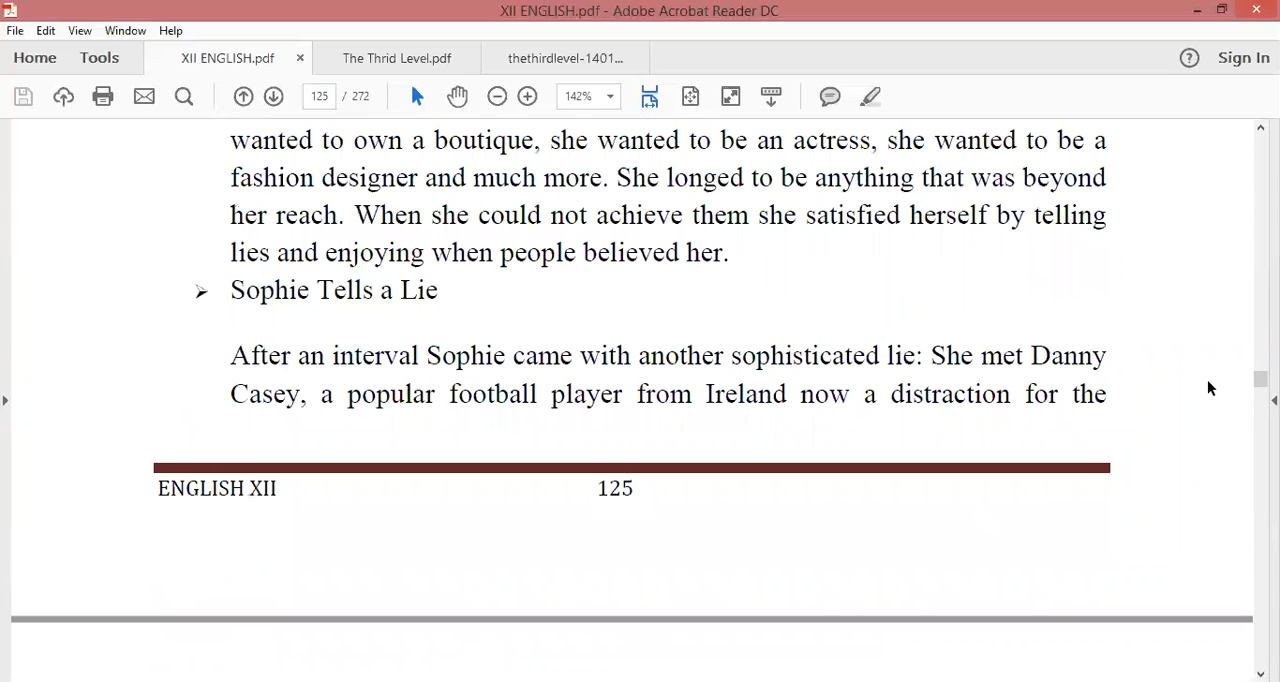 XII ENGLISH.pdf - Adobe Acrobat Reader DC
File Edit View Window Help
Home Tools XII ENGLISH.pdf × The Thrid Level.pdf thethirdlevel-1401... ? Sign In
125 / 272 142%
wanted to own a boutique, she wanted to be an actress, she wanted to be a
fashion designer and much more. She longed to be anything that was beyond
her reach. When she could not achieve them she satisfied herself by telling
lies and enjoying when people believed her.
➢ Sophie Tells a Lie
After an interval Sophie came with another sophisticated lie: She met Danny
Casey, a popular football player from Ireland now a distraction for the
ENGLISH XII 125